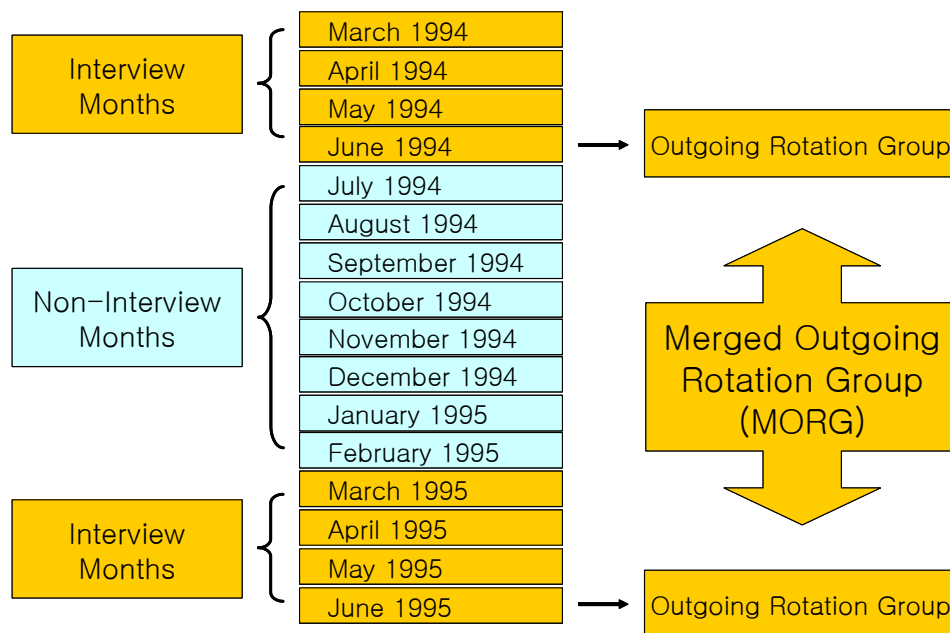 Interview
Months
March 1994
April 1994
May 1994
June 1994
Outgoing Rotation Group
Non-Interview
Months
July 1994
August 1994
September 1994
October 1994
November 1994
December 1994
January 1995
February 1995
Merged Outgoing
Rotation Group
(MORG)
Interview
Months
March 1995
April 1995
May 1995
June 1995
Outgoing Rotation Group